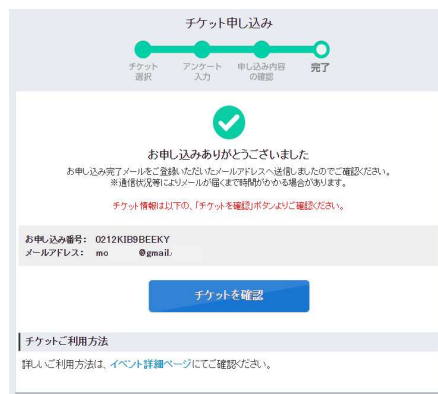 チケット申し込み
チケット
選択
アンケート
入力
申し込み内容
の確認
完了
お申し込みありがとうございました
お申し込み完了メールをご登録いただいたメールアドレスへ送信しましたのでご確認ください。
※通信状況等によりメールが届くまで時間がかかる場合があります。
チケット情報は以下の、「チケットを確認」ボタンよりご確認ください。
お申し込み番号: 0212KIB9BEEKY
メールアドレス: mo @gmail.
チケットを確認
チケットご利用方法
詳しいご利用方法は、イベント詳細ページにてご確認ください。